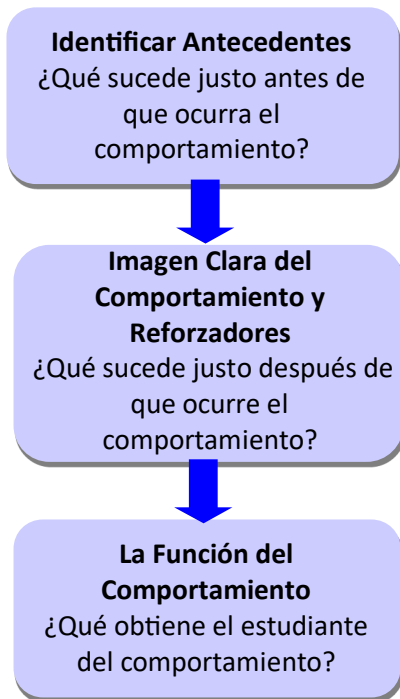 Identificar Antecedentes
¿Qué sucede justo antes de
que ocurra el
comportamiento?
Imagen Clara del
Comportamiento y
Reforzadores
¿Qué sucede justo después de
que ocurre el
comportamiento?
La Función del
Comportamiento
¿Qué obtiene el estudiante
del comportamiento?